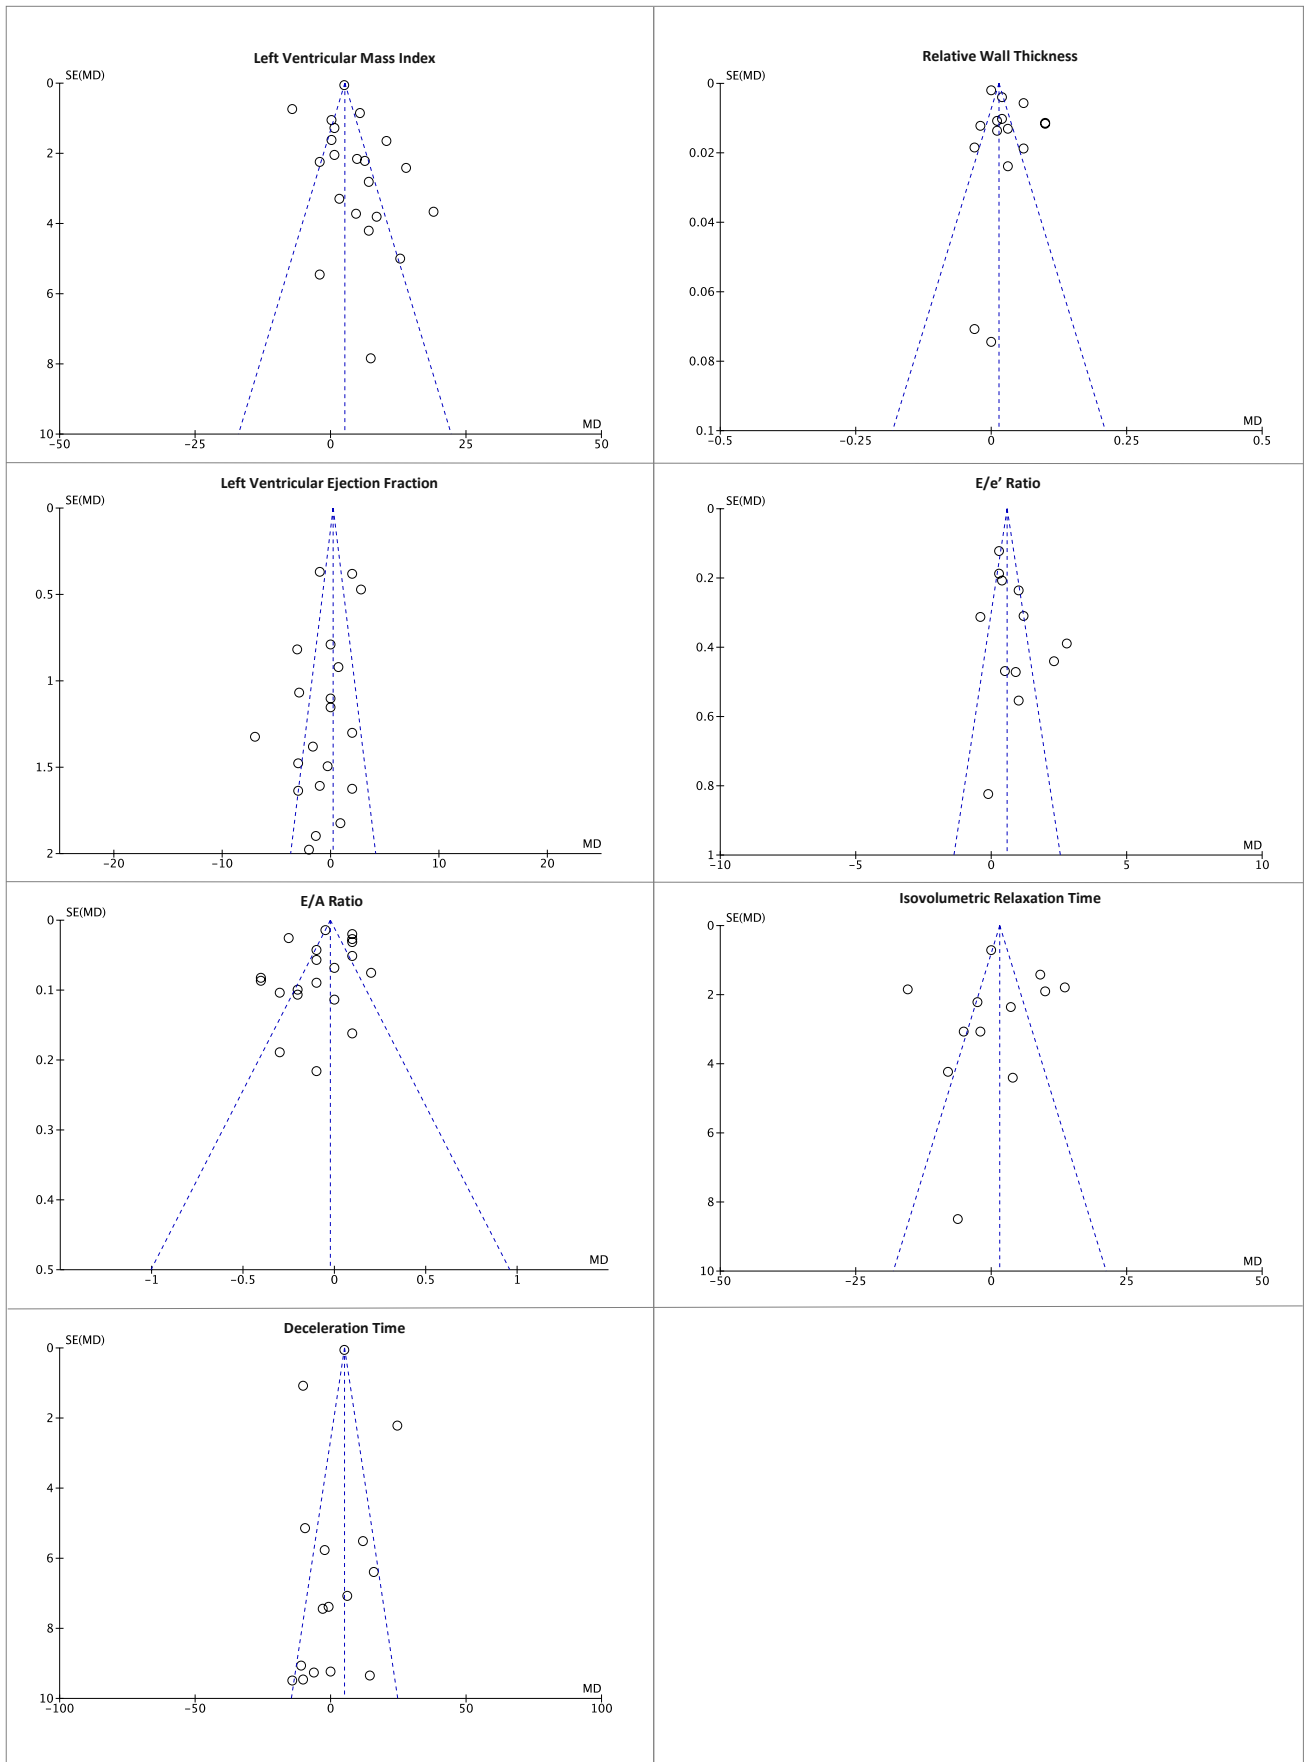 Left Ventricular Mass Index
SE(MD)
0
2
4
6
8
10
MD
-50 -25 0 25 50
Relative Wall Thickness
SE(MD)
0
0.02
0.04
0.06
0.08
0.1
MD
-0.5 -0.25 0 0.25 0.5
Left Ventricular Ejection Fraction
SE(MD)
0
0.5
1
1.5
2
MD
-20 -10 0 10 20
E/e’ Ratio
SE(MD)
0
0.2
0.4
0.6
0.8
1
MD
-10 -5 0 5 10
E/A Ratio
SE(MD)
0
0.1
0.2
0.3
0.4
0.5
MD
-1 -0.5 0 0.5 1
Isovolumetric Relaxation Time
SE(MD)
0
2
4
6
8
10
MD
-50 -25 0 25 50
Deceleration Time
SE(MD)
0
2
4
6
8
10
MD
-100 -50 0 50 100